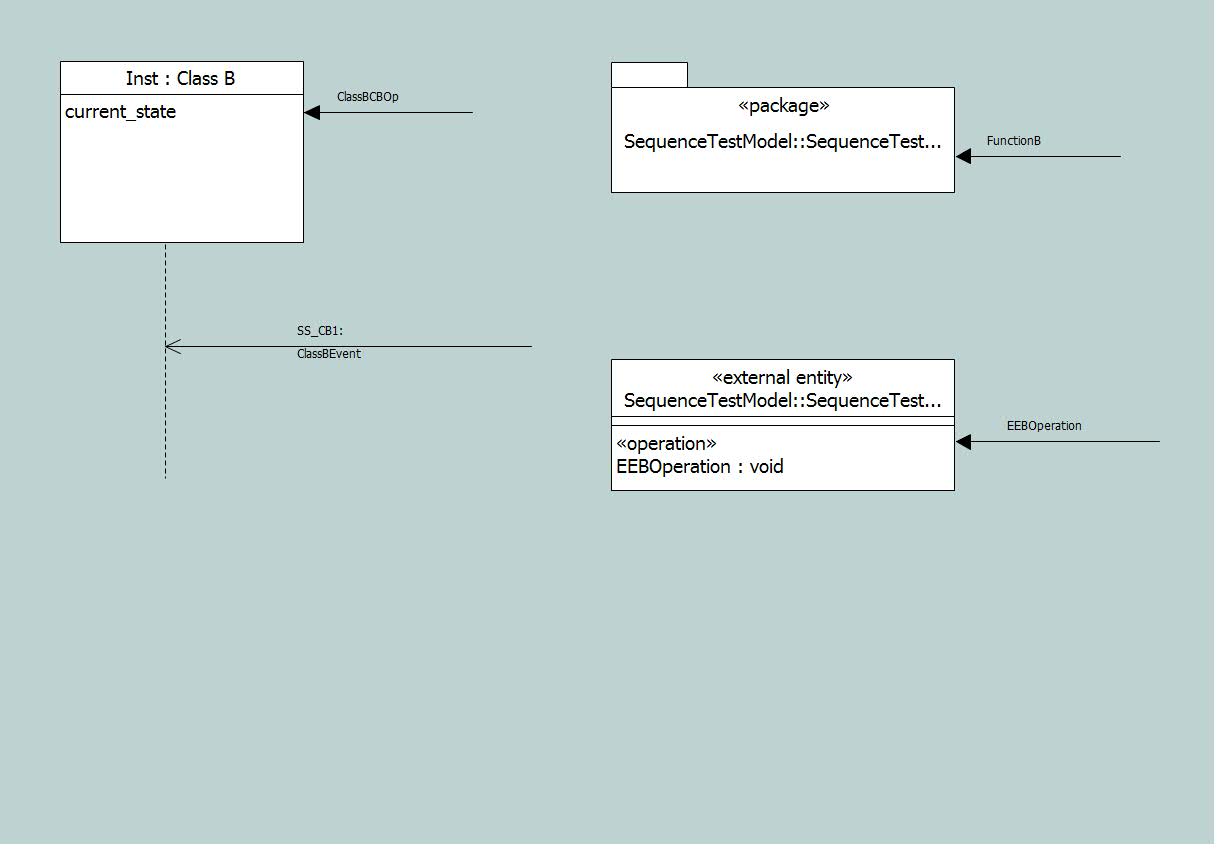 Inst : Class B
current_state
ClassBCBOp
«package»
SequenceTestModel::SequenceTest...
FunctionB
SS_CB1:
ClassBEvent
«external entity»
SequenceTestModel::SequenceTest...
«operation»
EEBOperation : void
EEBOperation